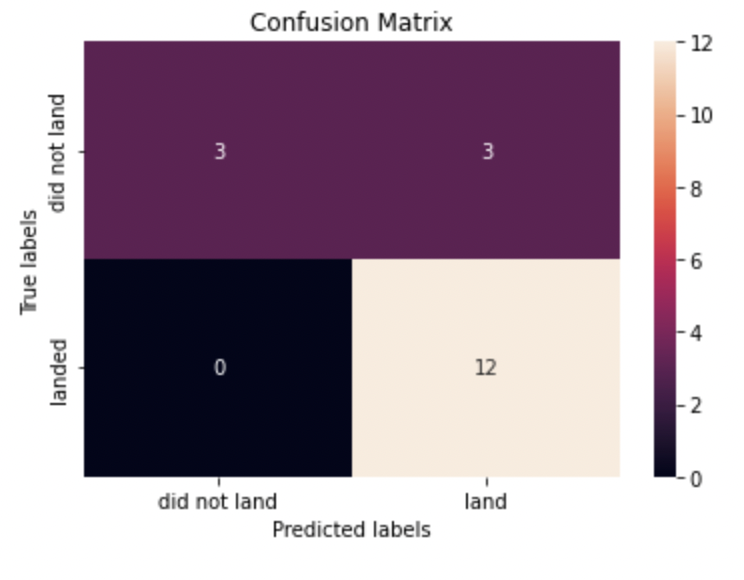 Confusion Matrix
True labels
did not land
landed
3
3
0
12
did not land
land
Predicted labels
12
10
8
6
4
2
0